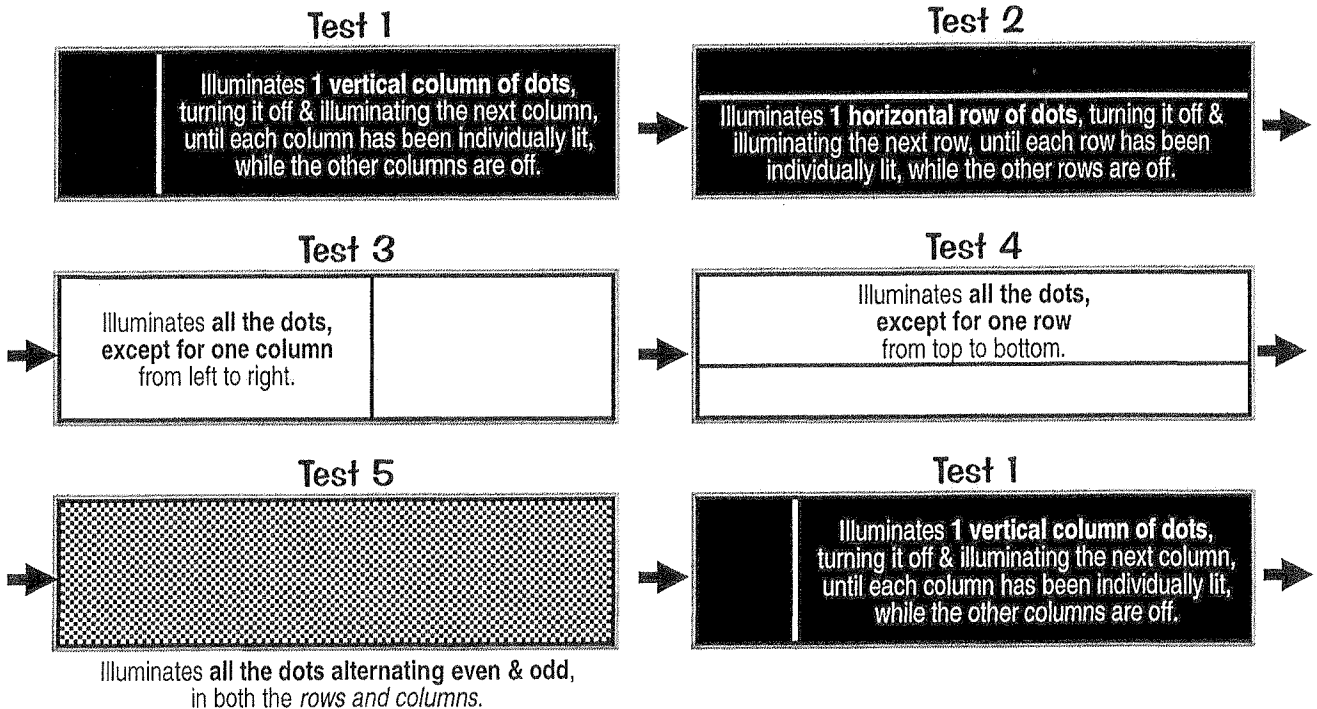 Test 1
Illuminates 1 vertical column of dots,
turning it off & illuminating the next column,
until each column has been individually lit,
while the other columns are off.
Test 2
Illuminates 1 horizontal row of dots, turning it off &
illuminating the next row, until each row has been
individually lit, while the other rows are off.
Test 3
Illuminates all the dots,
except for one column
from left to right.
Test 4
Illuminates all the dots,
except for one row
from top to bottom.
Test 5
Illuminates all the dots alternating even & odd,
in both the rows and columns.
Test 1
Illuminates 1 vertical column of dots,
turning it off & illuminating the next column,
until each column has been individually lit,
while the other columns are off.